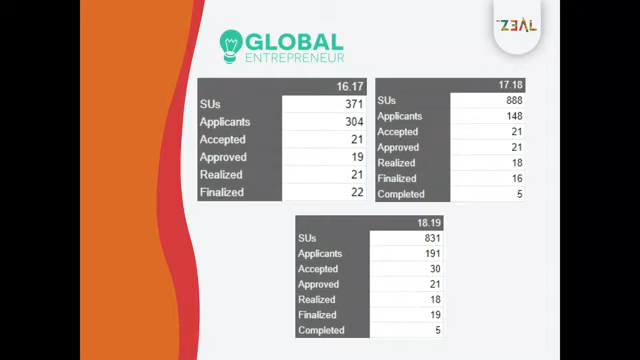 ZEAL
GLOBAL
ENTREPRENEUR
16.17
SUs 371
Applicants 304
Accepted 21
Approved 19
Realized 21
Finalized 22
17.18
SUs 888
Applicants 148
Accepted 21
Approved 21
Realized 18
Finalized 16
Completed 5
18.19
SUs 831
Applicants 191
Accepted 30
Approved 21
Realized 18
Finalized 19
Completed 5